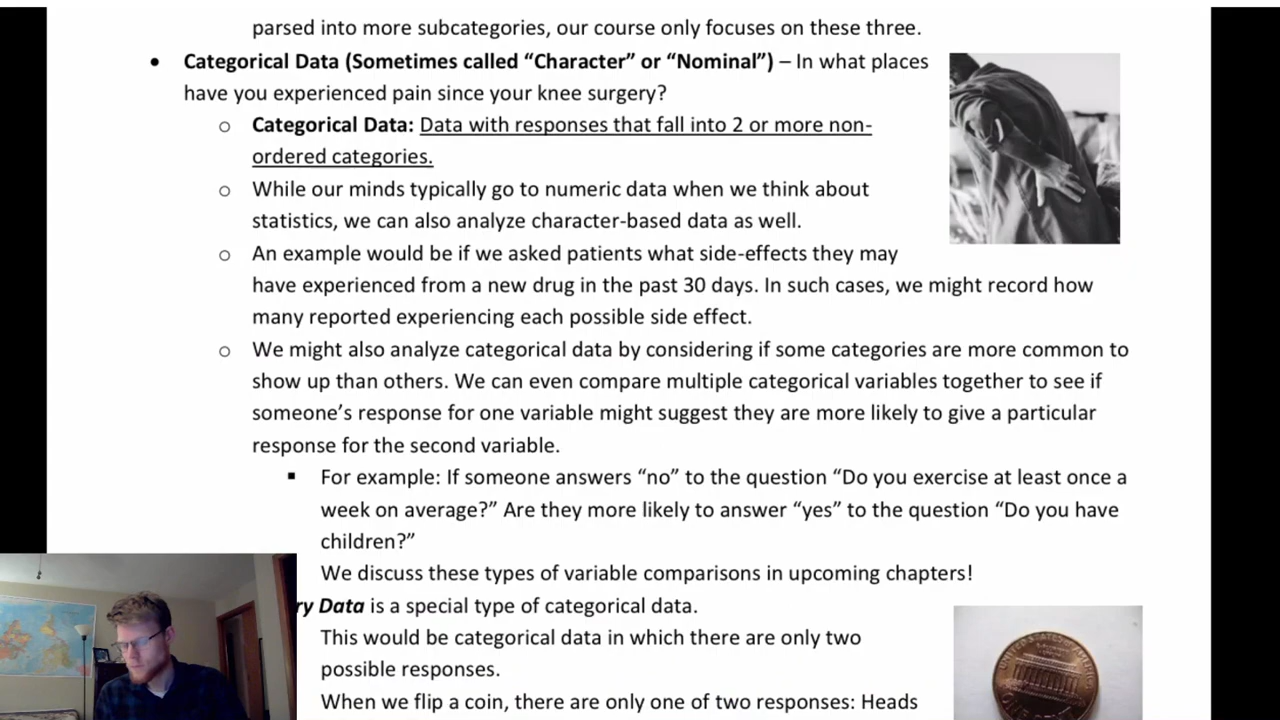 parsed into more subcategories, our course only focuses on these three.
• Categorical Data (Sometimes called “Character” or “Nominal”) – In what places
have you experienced pain since your knee surgery?
o Categorical Data: Data with responses that fall into 2 or more non-
ordered categories.
o While our minds typically go to numeric data when we think about
statistics, we can also analyze character-based data as well.
o An example would be if we asked patients what side-effects they may
have experienced from a new drug in the past 30 days. In such cases, we might record how
many reported experiencing each possible side effect.
o We might also analyze categorical data by considering if some categories are more common to
show up than others. We can even compare multiple categorical variables together to see if
someone’s response for one variable might suggest they are more likely to give a particular
response for the second variable.
▪ For example: If someone answers “no” to the question “Do you exercise at least once a
week on average?” Are they more likely to answer “yes” to the question “Do you have
children?”
We discuss these types of variable comparisons in upcoming chapters!
ry Data is a special type of categorical data.
This would be categorical data in which there are only two
possible responses.
When we flip a coin, there are only one of two responses: Heads